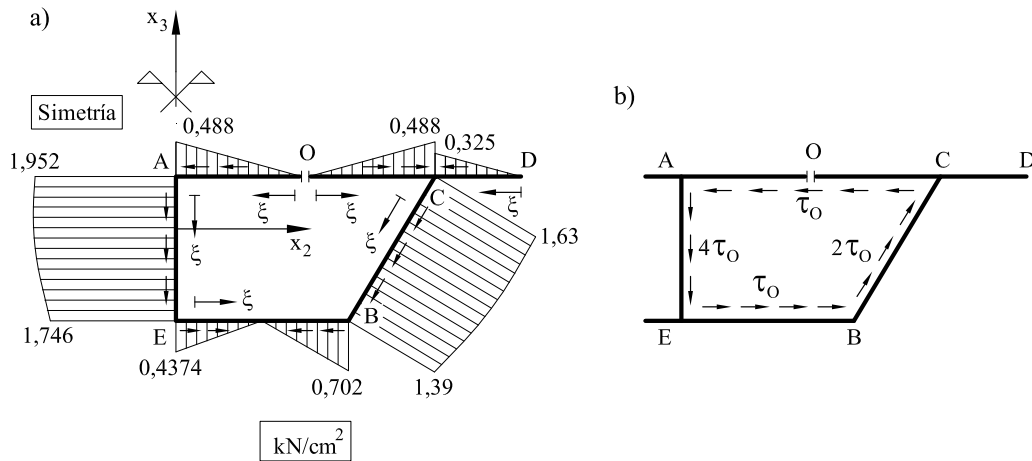 a)
x3
Simetría
0,488
0,488
0,325
1,952
A
O
D
ξ
ξ
ξ
C
ξ
ξ
x2
1,63
ξ
B
1,746
E
0,4374
0,702
1,39
kN/cm2
b)
A
O
C
D
τO
4τO
2τO
τO
E
B